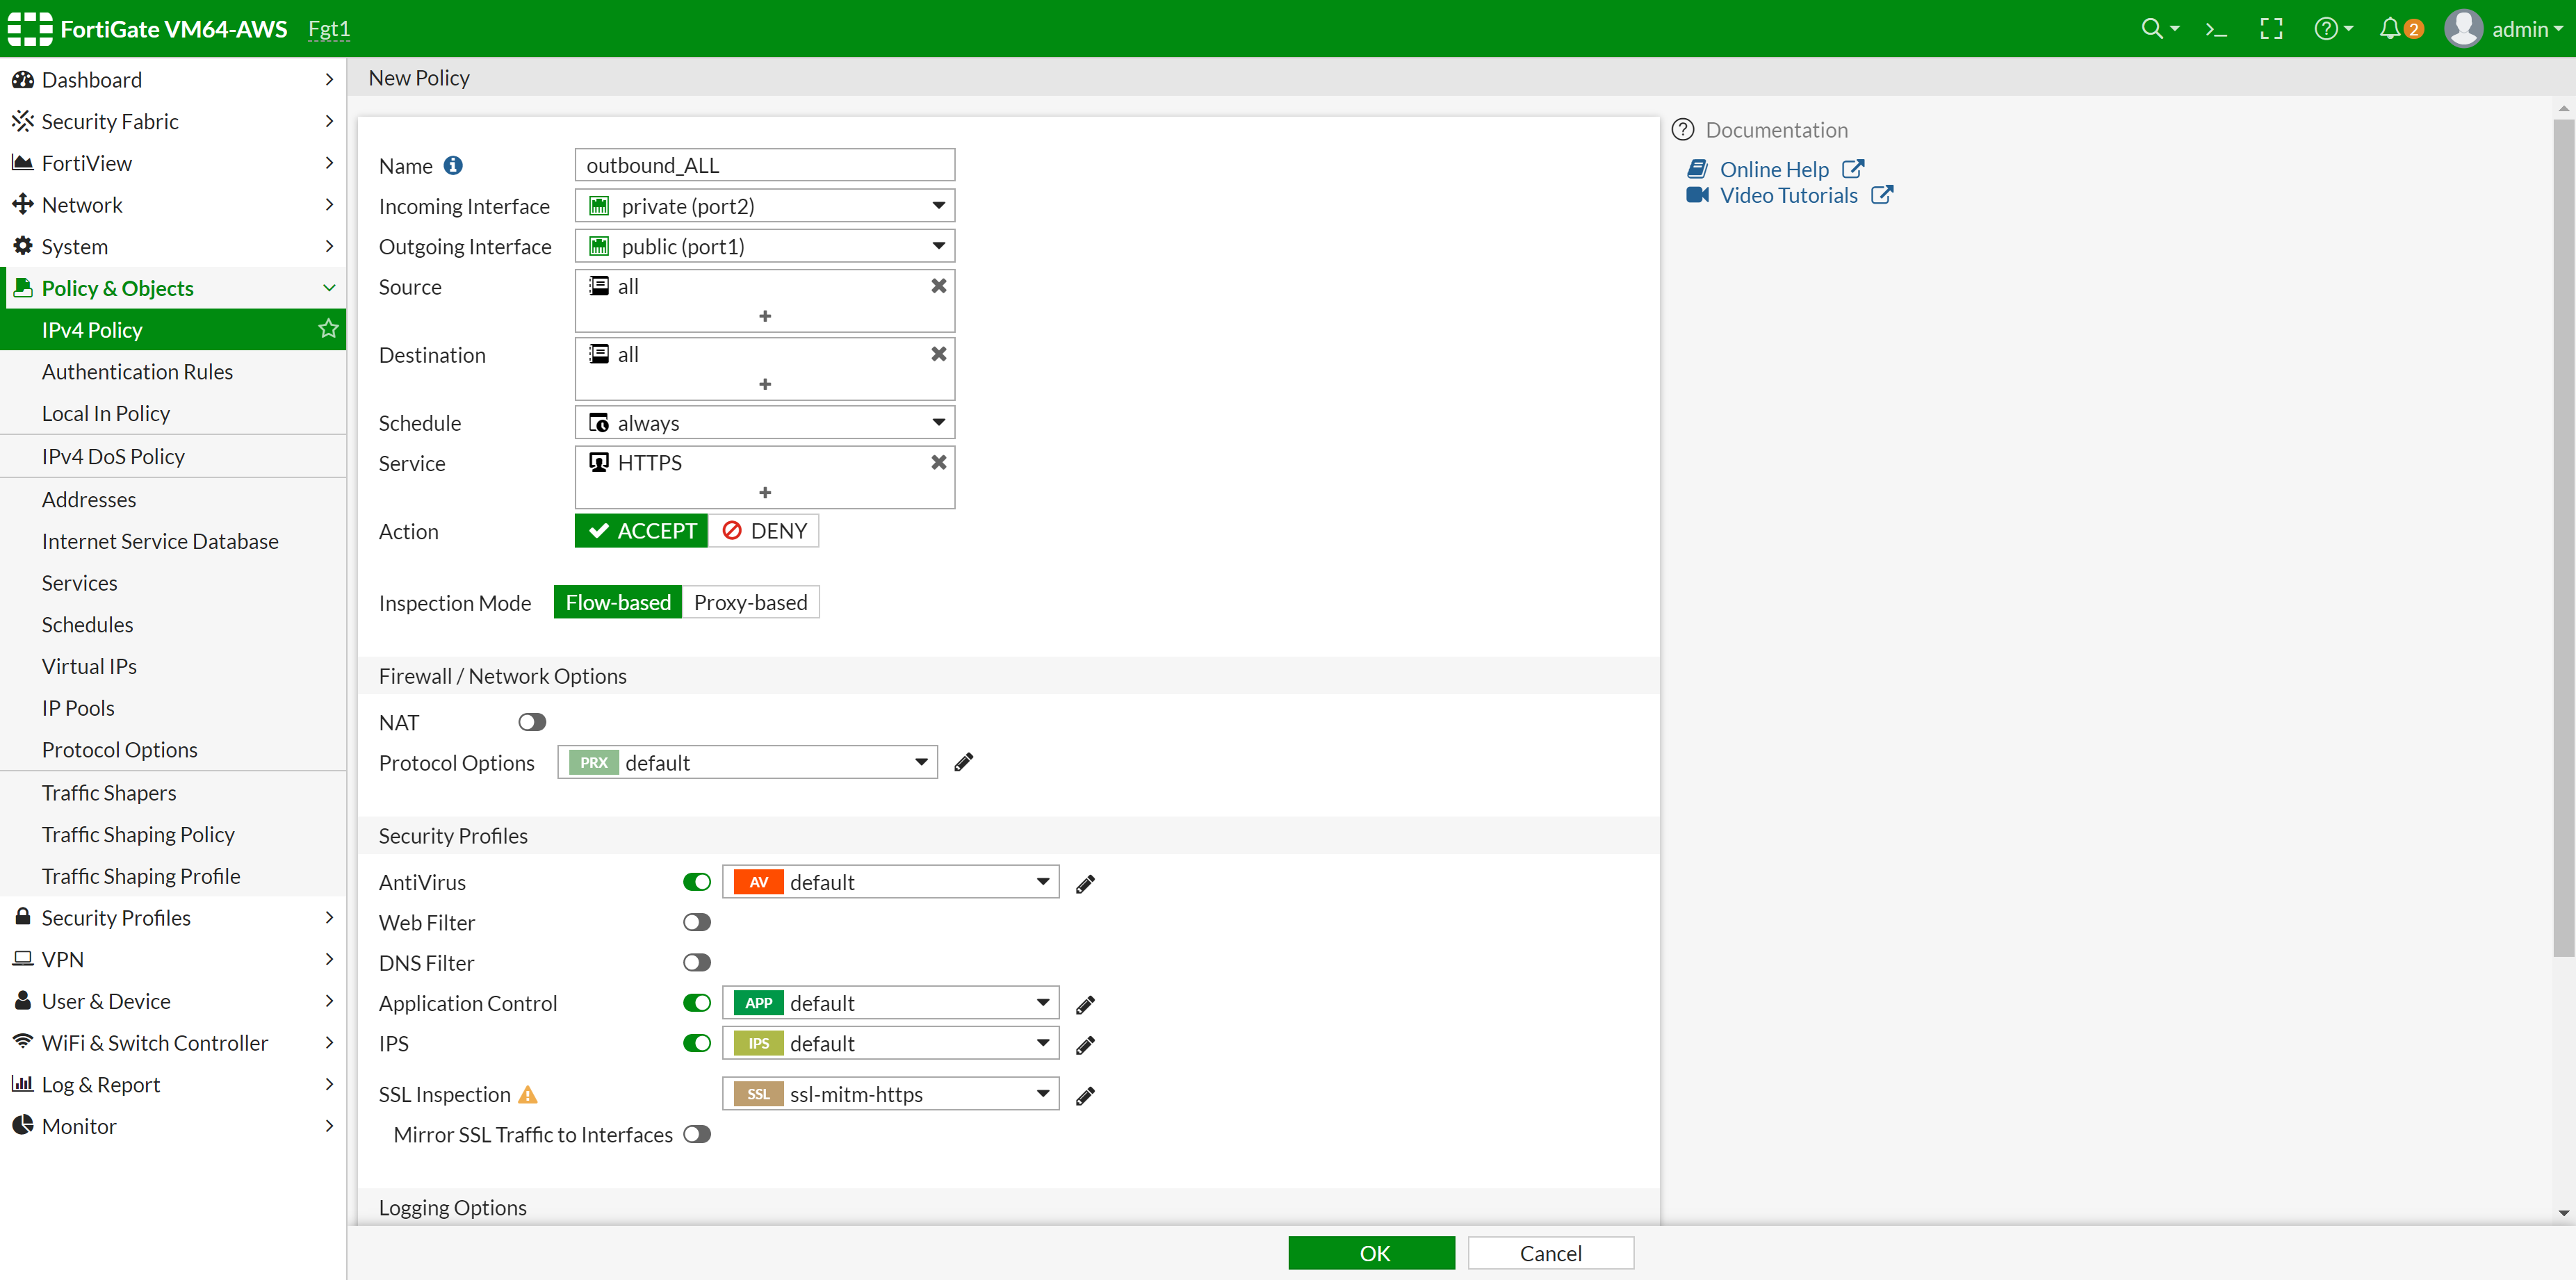 FortiGate VM64-AWS Fgt1
2 admin
Dashboard
Security Fabric
FortiView
Network
System
Policy & Objects
IPv4 Policy
Authentication Rules
Local In Policy
IPv4 DoS Policy
Addresses
Internet Service Database
Services
Schedules
Virtual IPs
IP Pools
Protocol Options
Traffic Shapers
Traffic Shaping Policy
Traffic Shaping Profile
Security Profiles
VPN
User & Device
WiFi & Switch Controller
Log & Report
Monitor
New Policy
Name outbound_ALL
Incoming Interface private (port2)
Outgoing Interface public (port1)
Source all
+
Destination all
+
Schedule always
Service HTTPS
+
Action ACCEPT DENY
Inspection Mode Flow-based Proxy-based
Firewall / Network Options
NAT
Protocol Options PRX default
Security Profiles
AntiVirus AV default
Web Filter
DNS Filter
Application Control APP default
IPS IPS default
SSL Inspection SSL ssl-mitm-https
Mirror SSL Traffic to Interfaces
Logging Options
OK Cancel
Documentation
Online Help
Video Tutorials